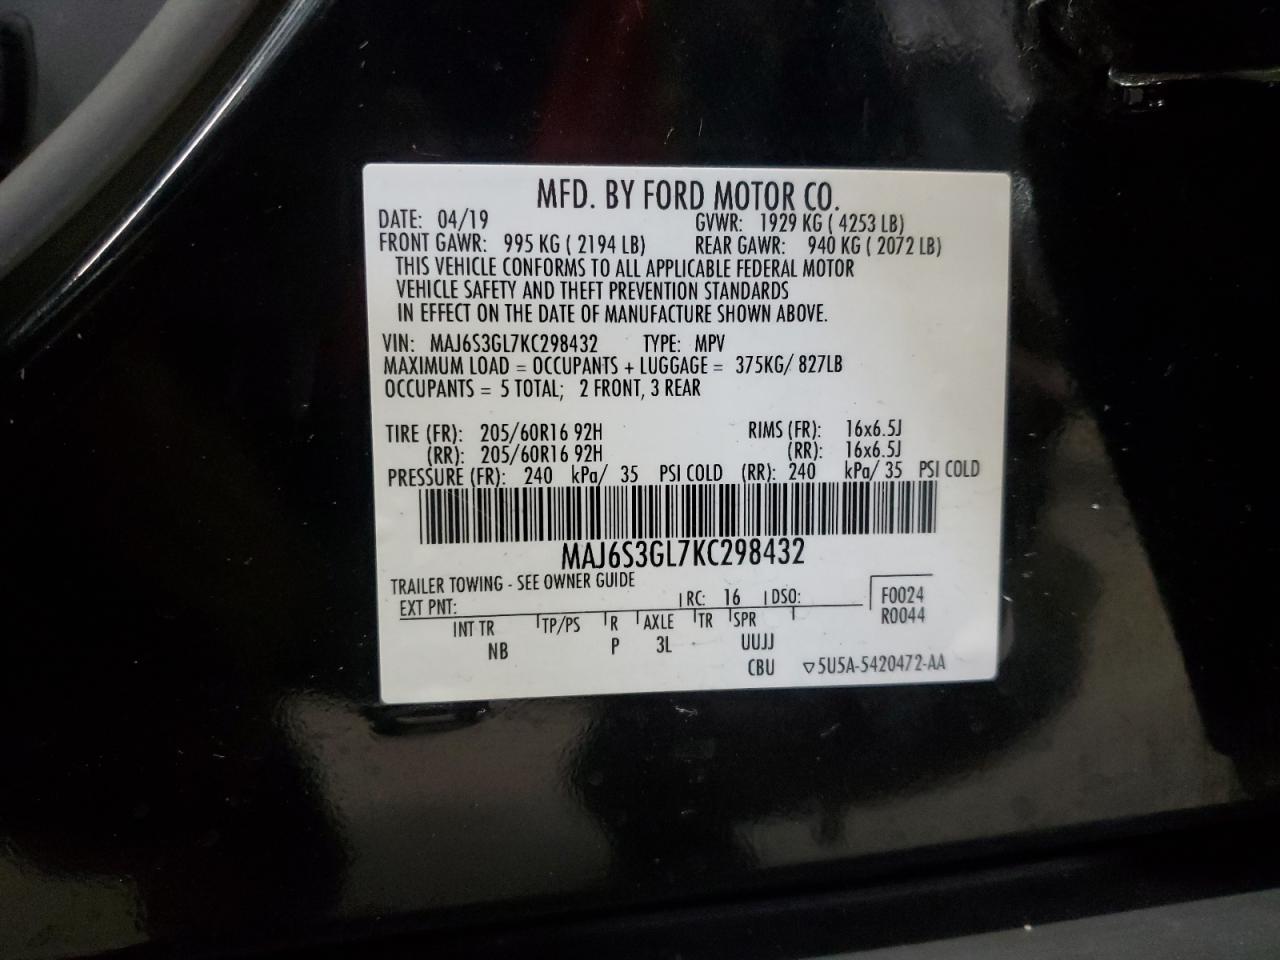 MFD. BY FORD MOTOR CO.
DATE: 04/19 GVWR: 1929 KG ( 4253 LB)
FRONT GAWR: 995 KG ( 2194 LB) REAR GAWR: 940 KG ( 2072 LB)
THIS VEHICLE CONFORMS TO ALL APPLICABLE FEDERAL MOTOR
VEHICLE SAFETY AND THEFT PREVENTION STANDARDS
IN EFFECT ON THE DATE OF MANUFACTURE SHOWN ABOVE.
VIN: MAJ6S3GL7KC298432 TYPE: MPV
MAXIMUM LOAD = OCCUPANTS + LUGGAGE = 375KG/ 827LB
OCCUPANTS = 5 TOTAL; 2 FRONT, 3 REAR
TIRE (FR): 205/60R16 92H RIMS (FR): 16x6.5J
(RR): 205/60R16 92H (RR): 16x6.5J
PRESSURE (FR): 240 kPa/ 35 PSI COLD (RR): 240 kPa/ 35 PSI COLD
MAJ6S3GL7KC298432
TRAILER TOWING - SEE OWNER GUIDE
EXT PNT: RC: 16 DSO: F0024
R0044
INT TR TP/PS R AXLE TR SPR
NB P 3L UUJJ
CBU ▽5U5A-5420472-AA